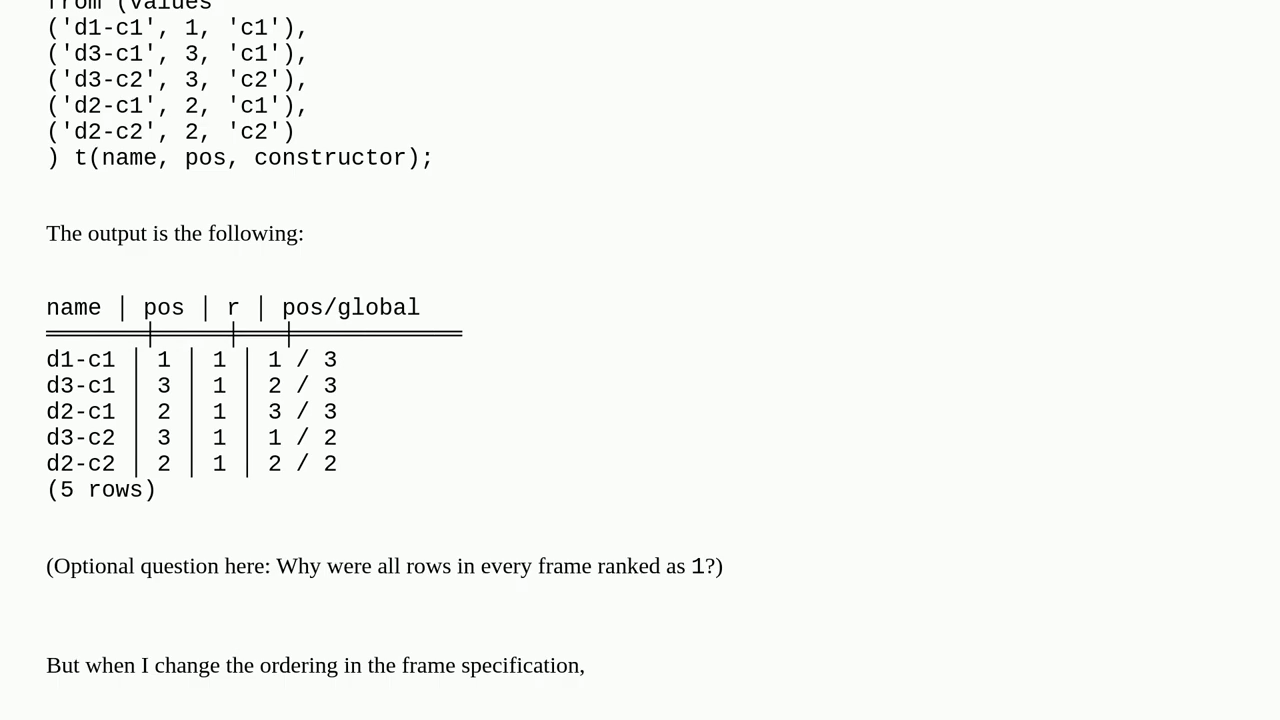 from (values
('d1-c1', 1, 'c1'),
('d3-c1', 3, 'c1'),
('d3-c2', 3, 'c2'),
('d2-c1', 2, 'c1'),
('d2-c2', 2, 'c2')
) t(name, pos, constructor);
The output is the following:
name │ pos │ r │ pos/global
═══════╪═════╪═══╪════════════
d1-c1 │ 1 │ 1 │ 1 / 3
d3-c1 │ 3 │ 1 │ 2 / 3
d2-c1 │ 2 │ 1 │ 3 / 3
d3-c2 │ 3 │ 1 │ 1 / 2
d2-c2 │ 2 │ 1 │ 2 / 2
(5 rows)
(Optional question here: Why were all rows in every frame ranked as 1?)
But when I change the ordering in the frame specification,